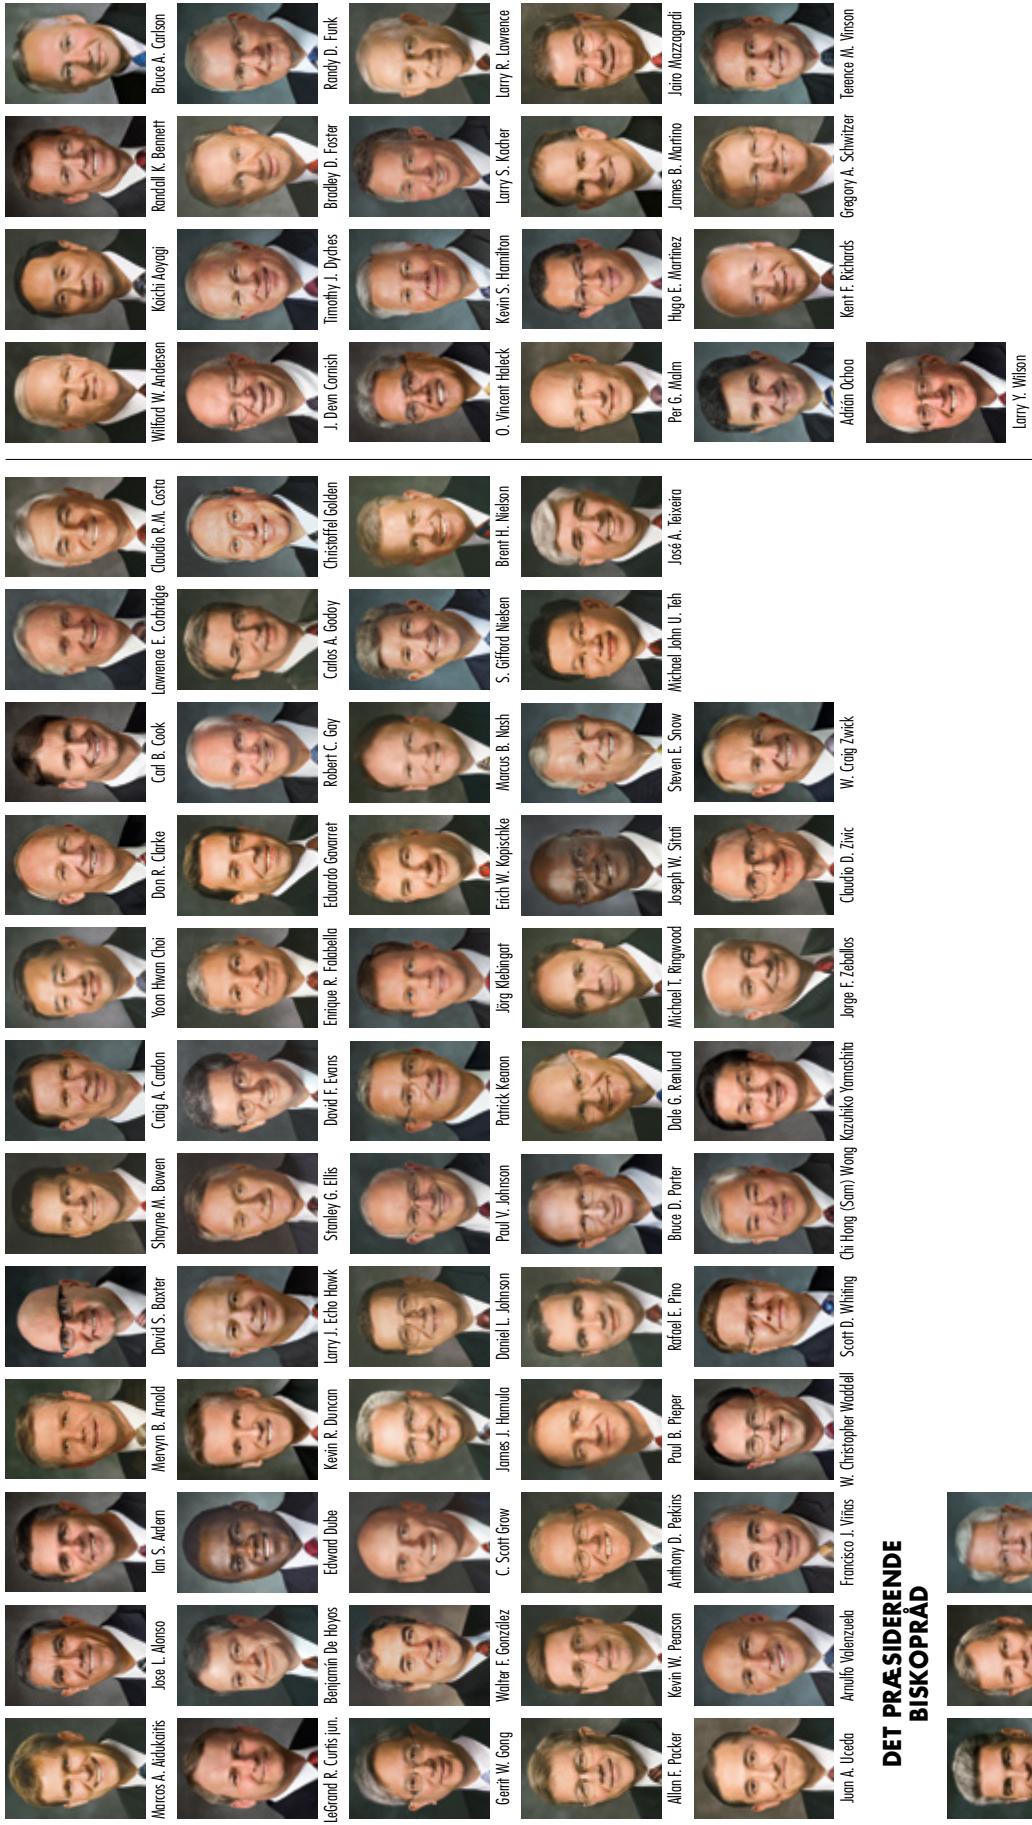 Marcos A. Aidukaitis
Jose L. Alonso
Ian S. Ardern
Mervyn B. Arnold
David S. Baxter
Shayne M. Bowen
Craig A. Cardon
Yoon Hwan Choi
Don R. Clarke
Carl B. Cook
Lawrence E. Corbridge
Claudio R.M. Costa
LeGrand R. Curtis jun.
Benjamín De Hoyos
Edward Dube
Kevin R. Duncan
Larry J. Echo Hawk
Stanley G. Ellis
David F. Evans
Enrique R. Falabella
Eduardo Gavarret
Robert C. Gay
Carlos A. Godoy
Christoffel Golden
Gerrit W. Gong
Walter F. González
C. Scott Grow
James J. Hamula
Daniel L. Johnson
Paul V. Johnson
Patrick Kearon
Jörg Klebingat
Erich W. Kopischke
Marcus B. Nash
S. Gifford Nielsen
Brent H. Nielson
Allan F. Packer
Kevin W. Pearson
Anthony D. Perkins
Paul B. Pieper
Rafael E. Pino
Bruce D. Porter
Dale G. Renlund
Michael T. Ringwood
Joseph W. Sitati
Steven E. Snow
Michael John U. Teh
José A. Teixeira
Juan A. Uceda
Arnulfo Valenzuela
Francisco J. Viñas
W. Christopher Waddell
Scott D. Whiting
Chi Hong (Sam) Wong
Kazuhiko Yamashita
Jorge F. Zeballos
Claudio D. Zivic
W. Craig Zwick
Wilford W. Andersen
Koichi Aoyagi
Randall K. Bennett
Bruce A. Carlson
J. Devn Cornish
Timothy J. Dyches
Bradley D. Foster
Randy D. Funk
O. Vincent Haleck
Kevin S. Hamilton
Larry S. Kacher
Larry R. Lawrence
Per G. Malm
Hugo E. Martinez
James B. Martino
Jairo Mazzagardi
Adrián Ochoa
Kent F. Richards
Gregory A. Schwitzer
Terence M. Vinson
Larry Y. Wilson
DET PRÆSIDERENDE
BISKOPRÅD